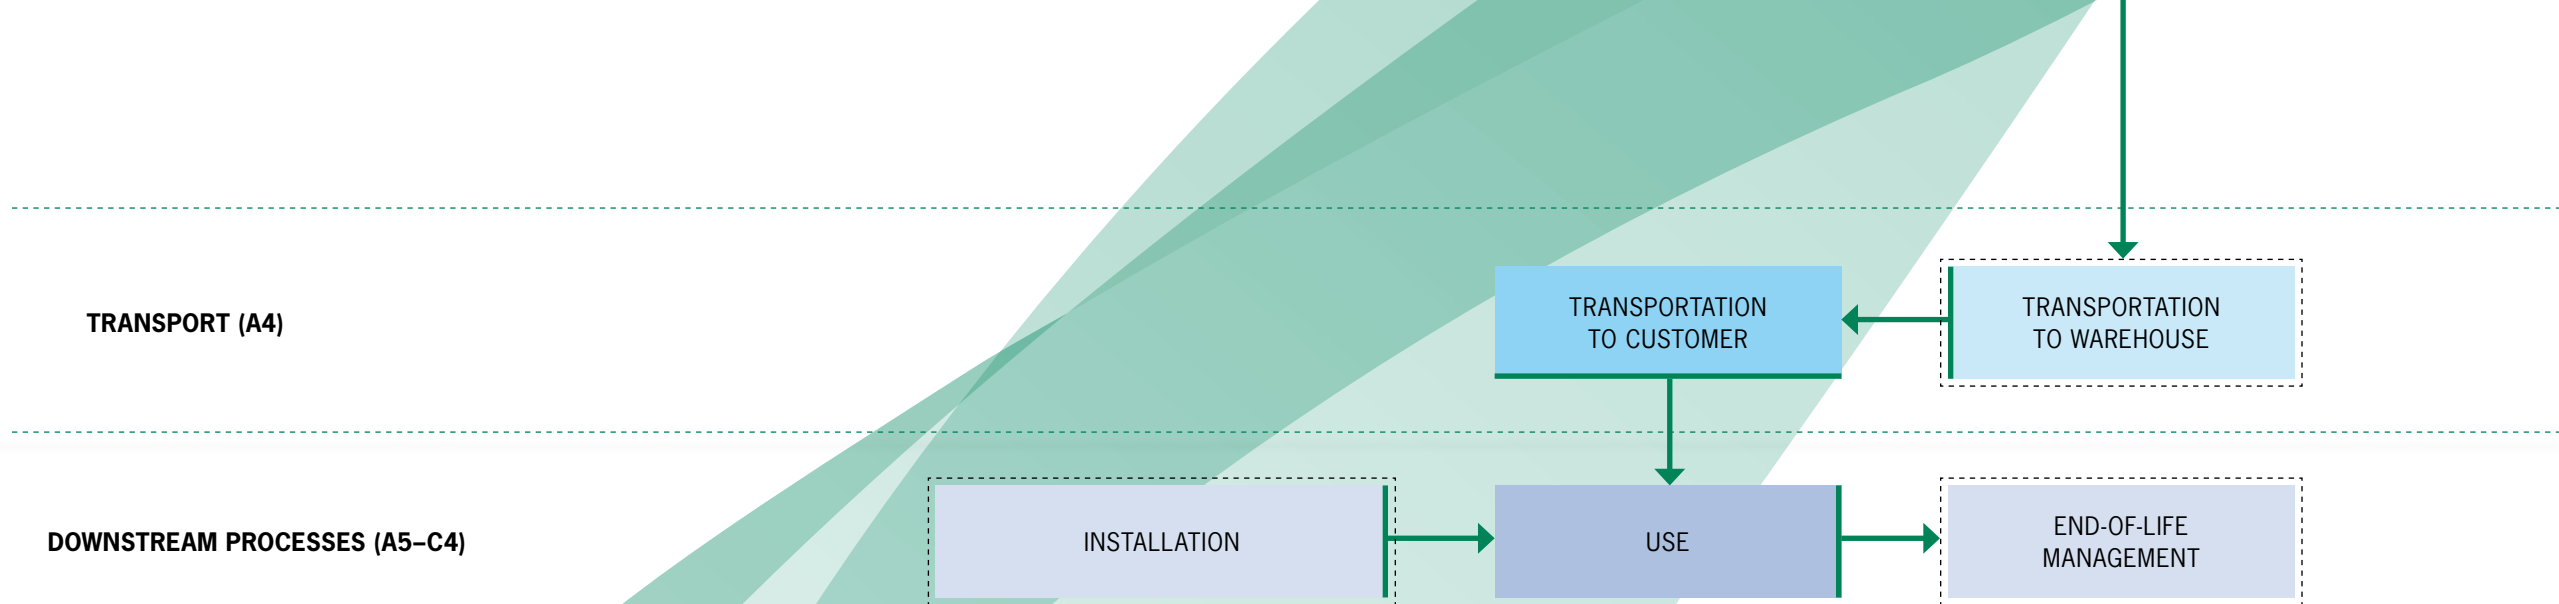 TRANSPORT (A4)
TRANSPORTATION
TO CUSTOMER
TRANSPORTATION
TO WAREHOUSE
DOWNSTREAM PROCESSES (A5–C4)
INSTALLATION
USE
END-OF-LIFE
MANAGEMENT